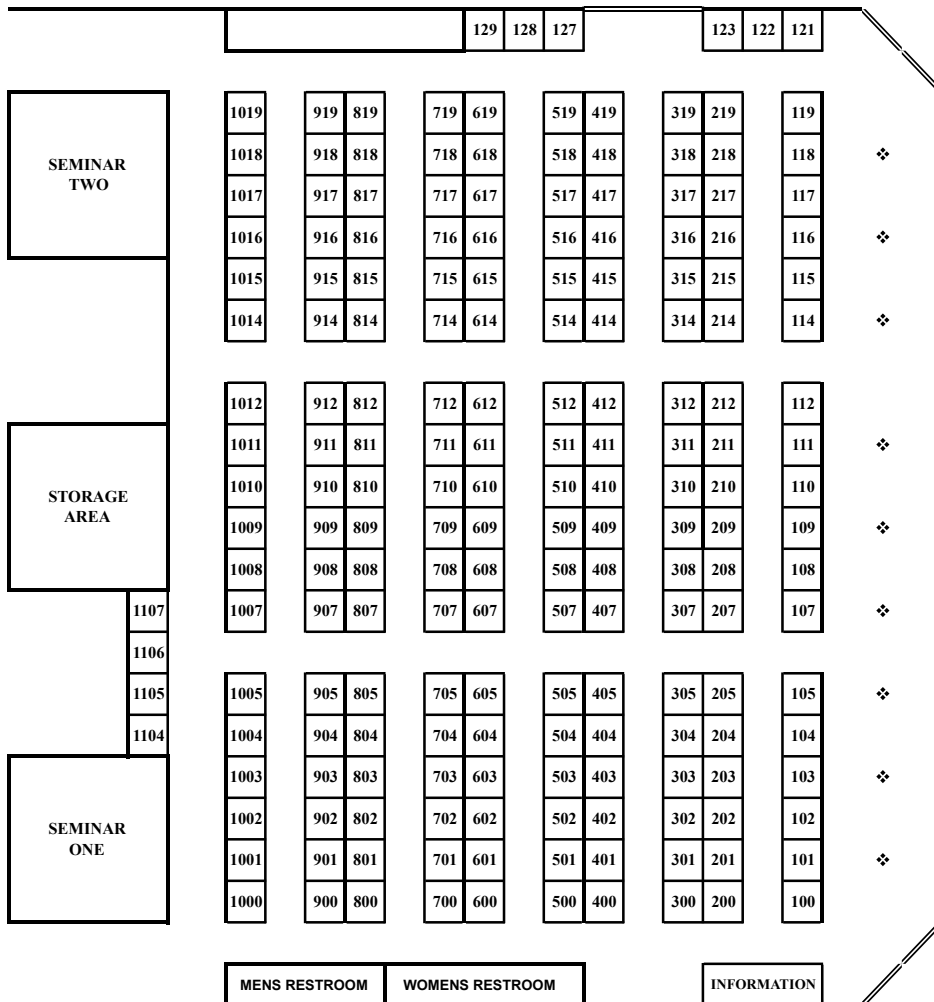 129 128 127 123 122 121
1019 919 819 719 619 519 419 319 219 119
SEMINAR
TWO
1018 918 818 718 618 518 418 318 218 118 ❖
1017 917 817 717 617 517 417 317 217 117
1016 916 816 716 616 516 416 316 216 116 ❖
1015 915 815 715 615 515 415 315 215 115
1014 914 814 714 614 514 414 314 214 114 ❖
1012 912 812 712 612 512 412 312 212 112
1011 911 811 711 611 511 411 311 211 111 ❖
STORAGE
AREA
1010 910 810 710 610 510 410 310 210 110
1009 909 809 709 609 509 409 309 209 109 ❖
1008 908 808 708 608 508 408 308 208 108
1107 1007 907 807 707 607 507 407 307 207 107 ❖
1106
1105 1005 905 805 705 605 505 405 305 205 105 ❖
1104 1004 904 804 704 604 504 404 304 204 104
1003 903 803 703 603 503 403 303 203 103 ❖
SEMINAR
ONE
1002 902 802 702 602 502 402 302 202 102
1001 901 801 701 601 501 401 301 201 101 ❖
1000 900 800 700 600 500 400 300 200 100
MENS RESTROOM WOMENS RESTROOM INFORMATION